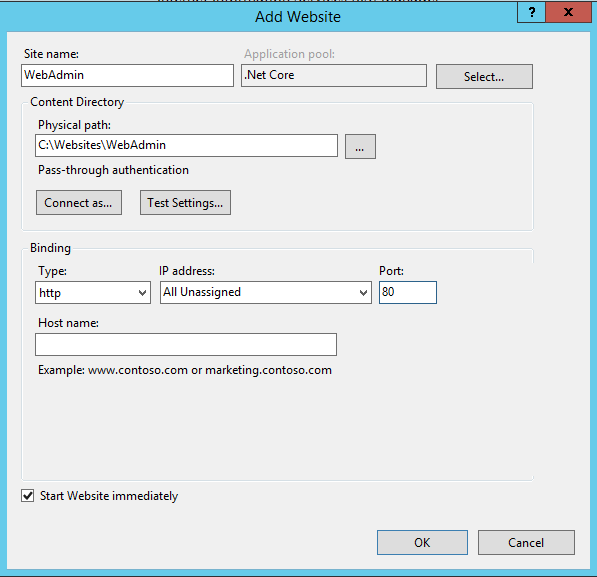 Add Website
?
X
Site name:
Application pool:
WebAdmin
.Net Core
Select...
Content Directory
Physical path:
C:\Websites\WebAdmin
...
Pass-through authentication
Connect as...
Test Settings...
Binding
Type:
IP address:
Port:
http
All Unassigned
80
Host name:
Example: www.contoso.com or marketing.contoso.com
Start Website immediately
OK
Cancel